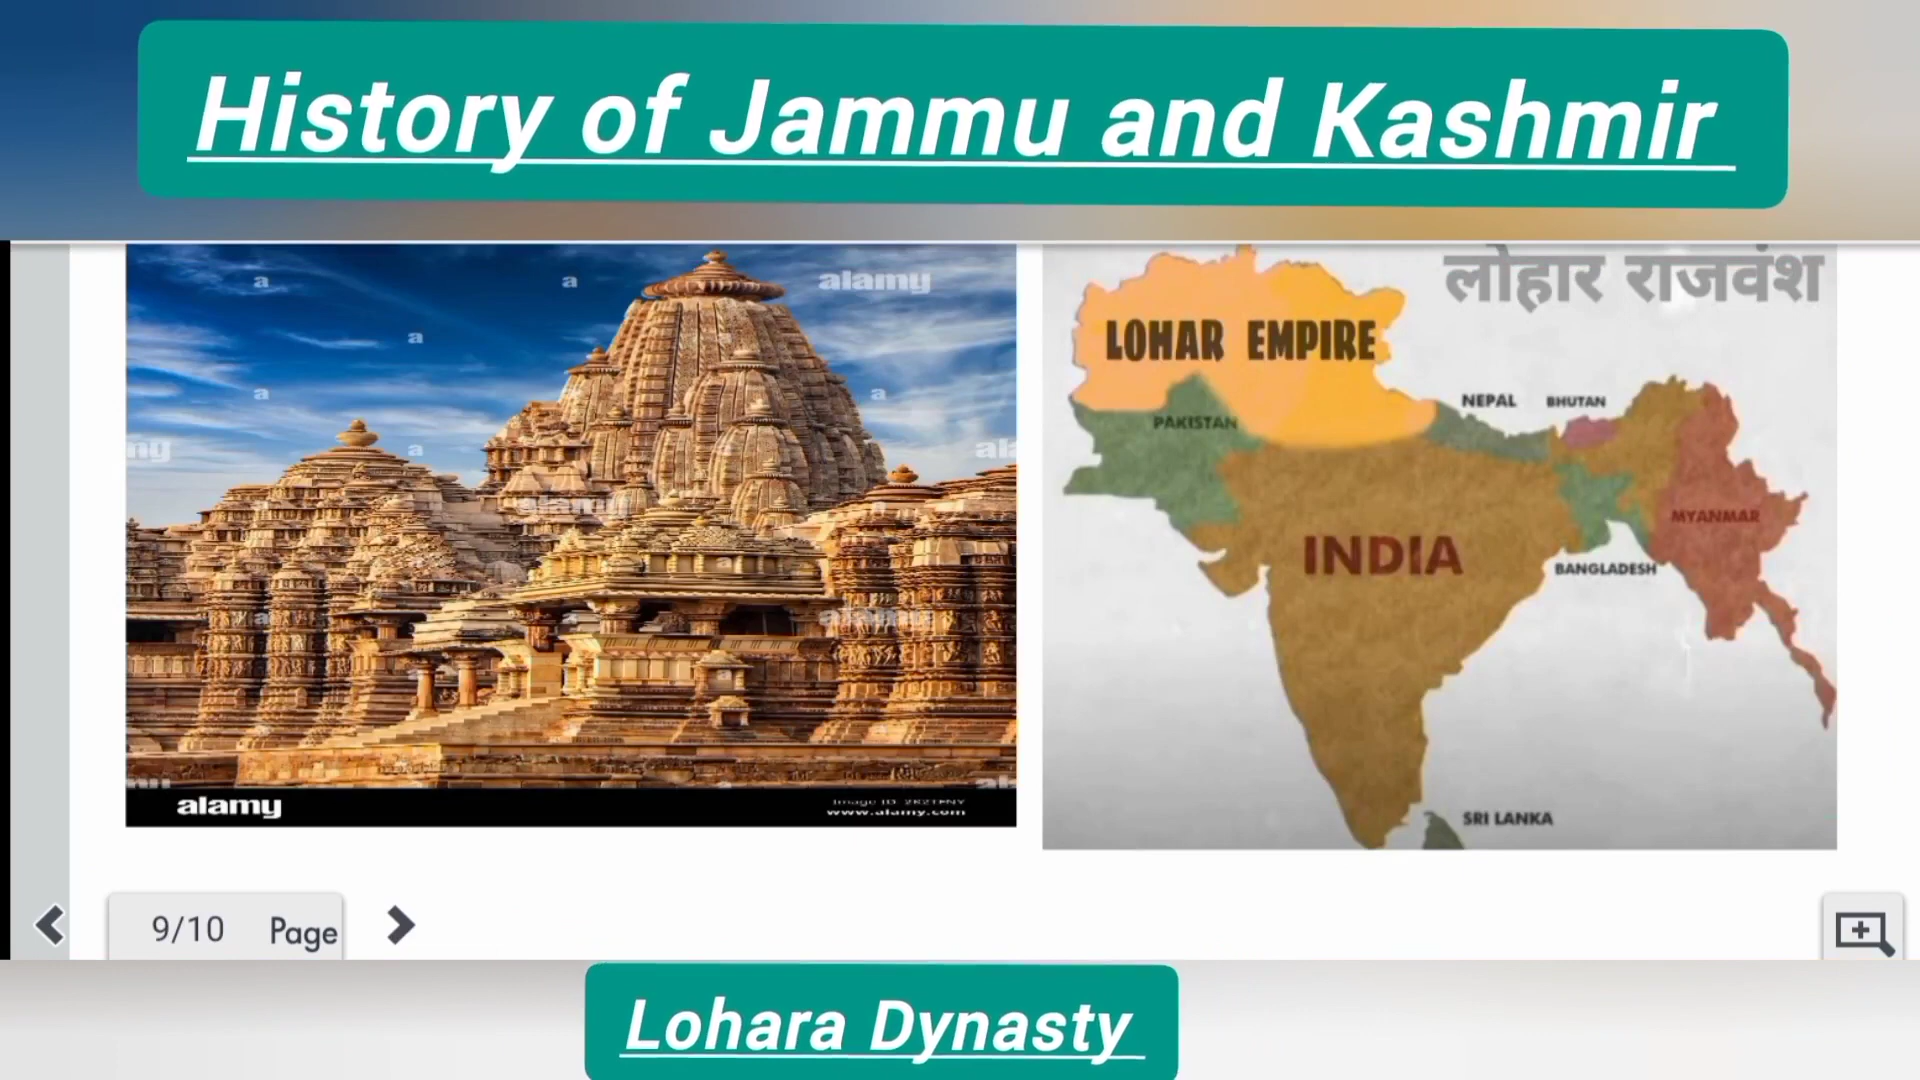 History of Jammu and Kashmir
a
a
alamy
a
a
a
a
alamy
alamy
alamy
www.alamy.com
लोहार राजवंश
LOHAR EMPIRE
PAKISTAN
NEPAL
BHUTAN
INDIA
MYANMAR
BANGLADESH
SRI LANKA
9/10 Page
Lohara Dynasty